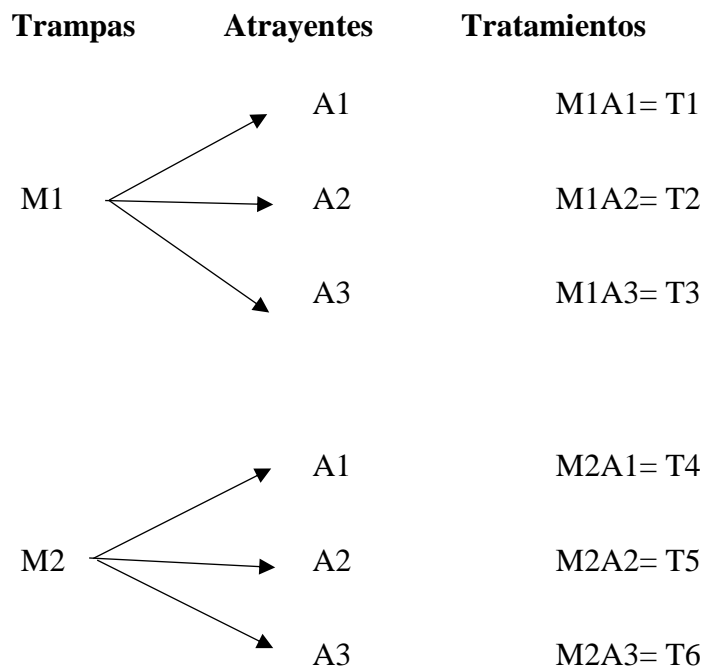 Trampas Atrayentes Tratamientos
A1 M1A1= T1
M1 A2 M1A2= T2
A3 M1A3= T3
A1 M2A1= T4
M2 A2 M2A2= T5
A3 M2A3= T6